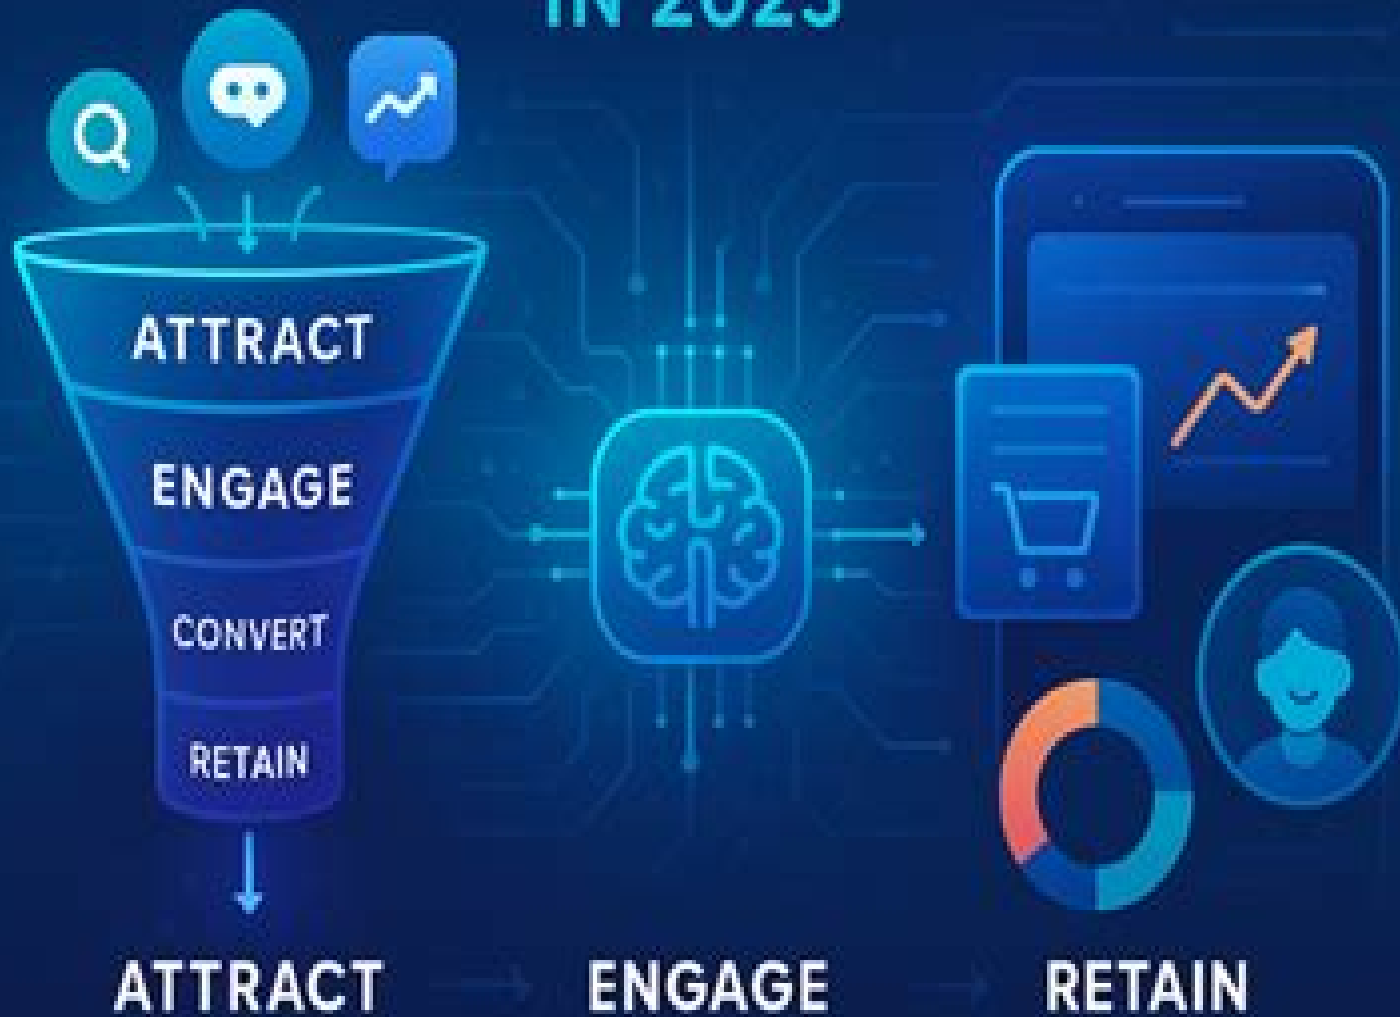 IN 2025
ATTRACT
ENGAGE
CONVERT
RETAIN
ATTRACT
ENGAGE
RETAIN